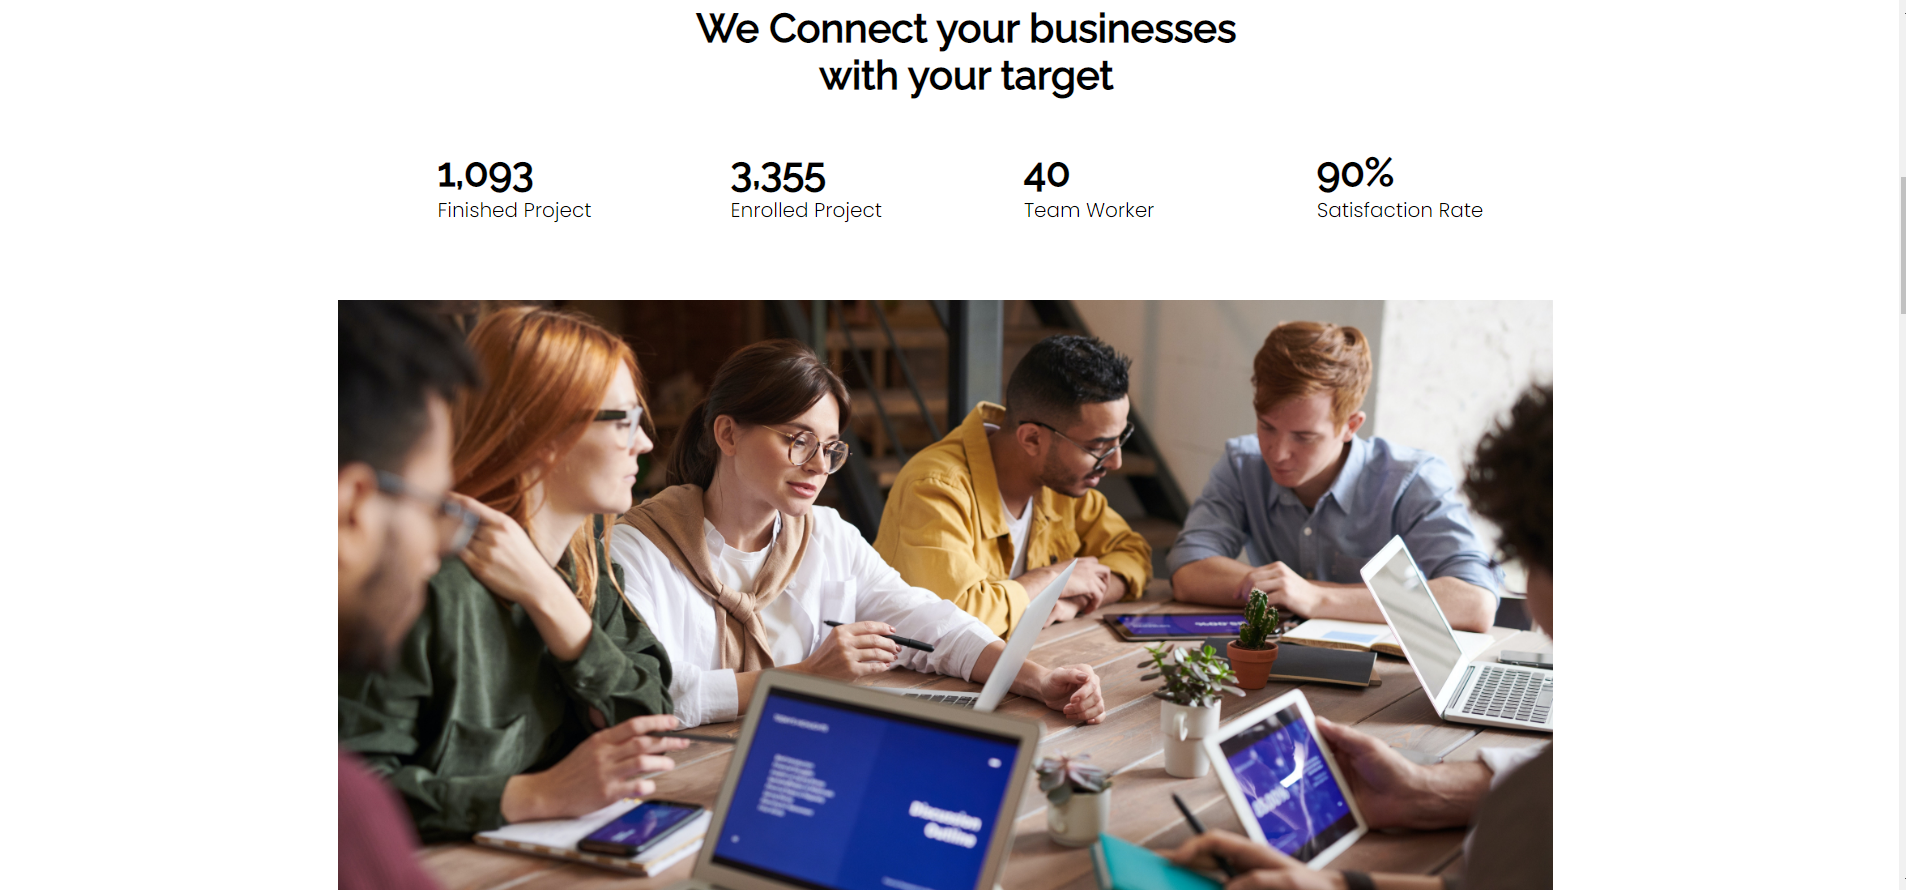 We Connect your businesses
with your target
1,093
Finished Project
3,355
Enrolled Project
40
Team Worker
90%
Satisfaction Rate
Discussion
Outline